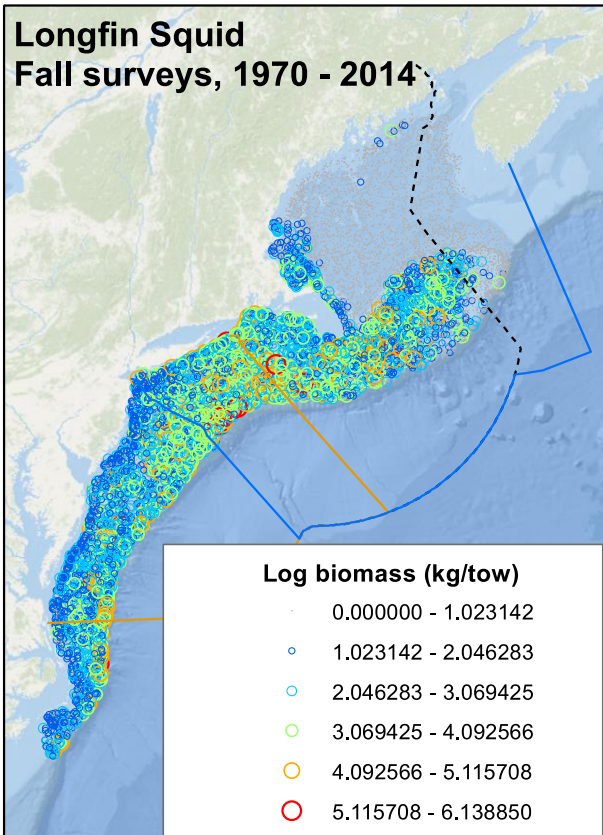 Longfin Squid
Fall surveys, 1970 - 2014
Log biomass (kg/tow)
0.000000 - 1.023142
1.023142 - 2.046283
2.046283 - 3.069425
3.069425 - 4.092566
4.092566 - 5.115708
5.115708 - 6.138850